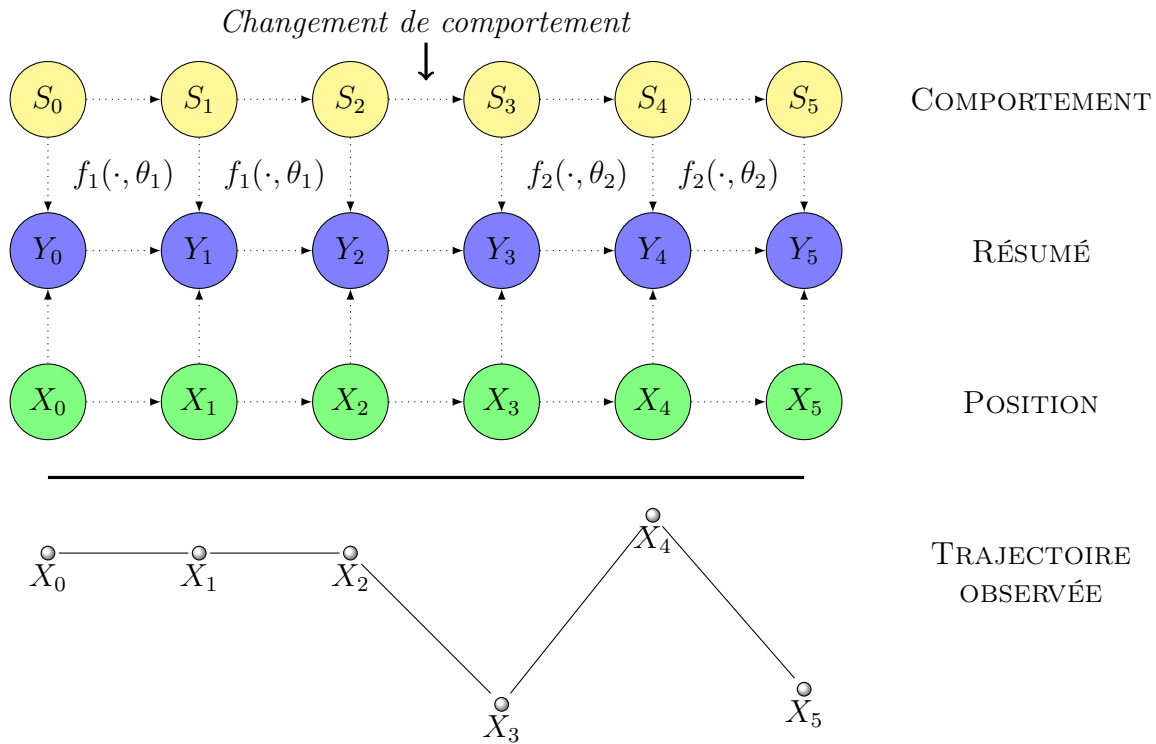 Changement de comportement
S₀ S₁ S₂ S₃ S₄ S₅ COMPORTEMENT
f₁(·, θ₁) f₁(·, θ₁) f₂(·, θ₂) f₂(·, θ₂)
Y₀ Y₁ Y₂ Y₃ Y₄ Y₅ RÉSUMÉ
X₀ X₁ X₂ X₃ X₄ X₅ POSITION
X₄
X₀ X₁ X₂ TRAJECTOIRE
OBSERVÉE
X₃ X₅